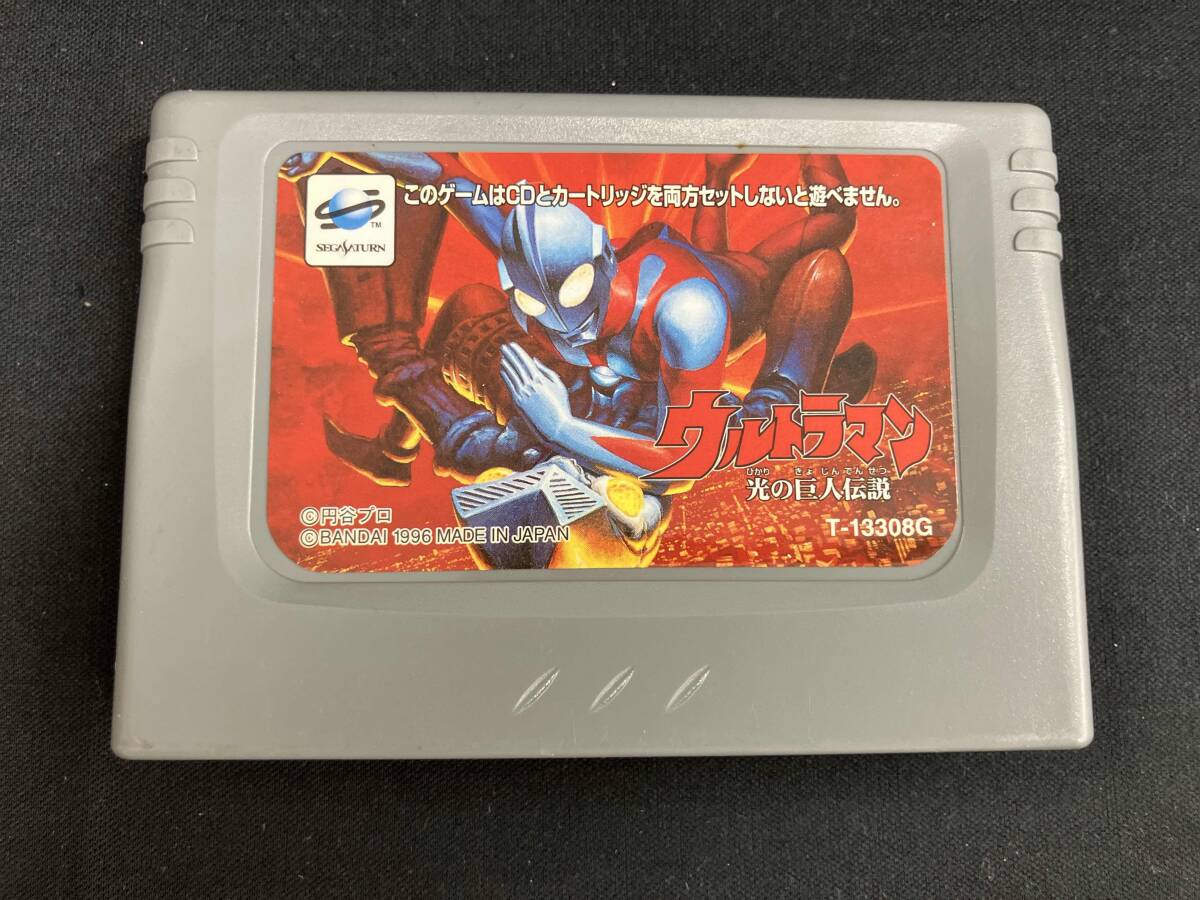 このゲームはCDとカートリッジを両方セットしないと遊べません。
TM
SEGA SATURN
ウルトラマン
ひかり きょじんでんせつ
光の巨人伝説
©円谷プロ
©BANDAI 1996 MADE IN JAPAN
T-13308G